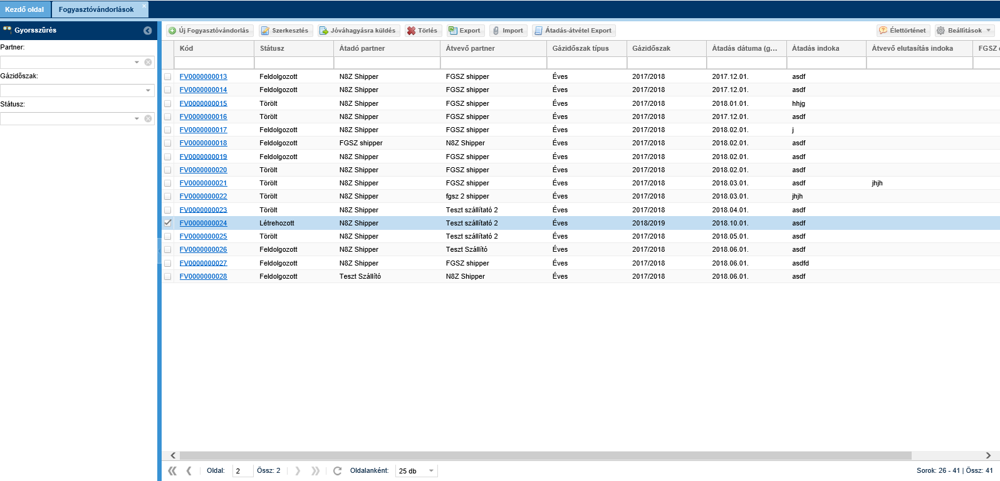 Kezdő oldal
Fogyasztóvándorlások
Gyorsszűrés
Partner:
Gázidőszak:
Státusz:
Új Fogyasztóvándorlás Szerkesztés Jóváhagyásra küldés Törlés Export Import Átadás-átvétel Export Élettörténet Beállítások
Kód Státusz Átadó partner Átvevő partner Gázidőszak típus Gázidőszak Átadás dátuma (g... Átadás indoka Átvevő elutasítás indoka FGSZ
FV0000000013 Feldolgozott N8Z Shipper FGSZ shipper Éves 2017/2018 2017.12.01. asdf
FV0000000014 Feldolgozott N8Z Shipper FGSZ shipper Éves 2017/2018 2017.12.01. asdf
FV0000000015 Törölt N8Z Shipper FGSZ shipper Éves 2017/2018 2018.01.01. hhjg
FV0000000016 Törölt N8Z Shipper FGSZ shipper Éves 2017/2018 2017.12.01. asdf
FV0000000017 Feldolgozott N8Z Shipper FGSZ shipper Éves 2017/2018 2018.02.01. j
FV0000000018 Feldolgozott FGSZ shipper N8Z Shipper Éves 2017/2018 2018.02.01. asdf
FV0000000019 Feldolgozott N8Z Shipper FGSZ shipper Éves 2017/2018 2018.02.01. asdf
FV0000000020 Törölt N8Z Shipper FGSZ shipper Éves 2017/2018 2018.02.01. asdf
FV0000000021 Törölt N8Z Shipper FGSZ shipper Éves 2017/2018 2018.03.01. asdf jhjh
FV0000000022 Törölt N8Z Shipper fgsz 2 shipper Éves 2017/2018 2018.03.01. jhjh
FV0000000023 Törölt N8Z Shipper Teszt szállítató 2 Éves 2017/2018 2018.04.01. asdf
FV0000000024 Létrehozott N8Z Shipper Teszt szállítató 2 Éves 2018/2019 2018.10.01. asdf
FV0000000025 Törölt N8Z Shipper Teszt szállítató 2 Éves 2017/2018 2018.05.01. asdf
FV0000000026 Feldolgozott N8Z Shipper Teszt Szállító Éves 2017/2018 2018.06.01. asdf
FV0000000027 Feldolgozott N8Z Shipper FGSZ shipper Éves 2017/2018 2018.06.01. asdfd
FV0000000028 Feldolgozott Teszt Szállító N8Z Shipper Éves 2017/2018 2018.06.01. asdf
Oldal: 2 Össz: 2 Oldalanként: 25 db Sorok: 26 - 41 | Össz: 41